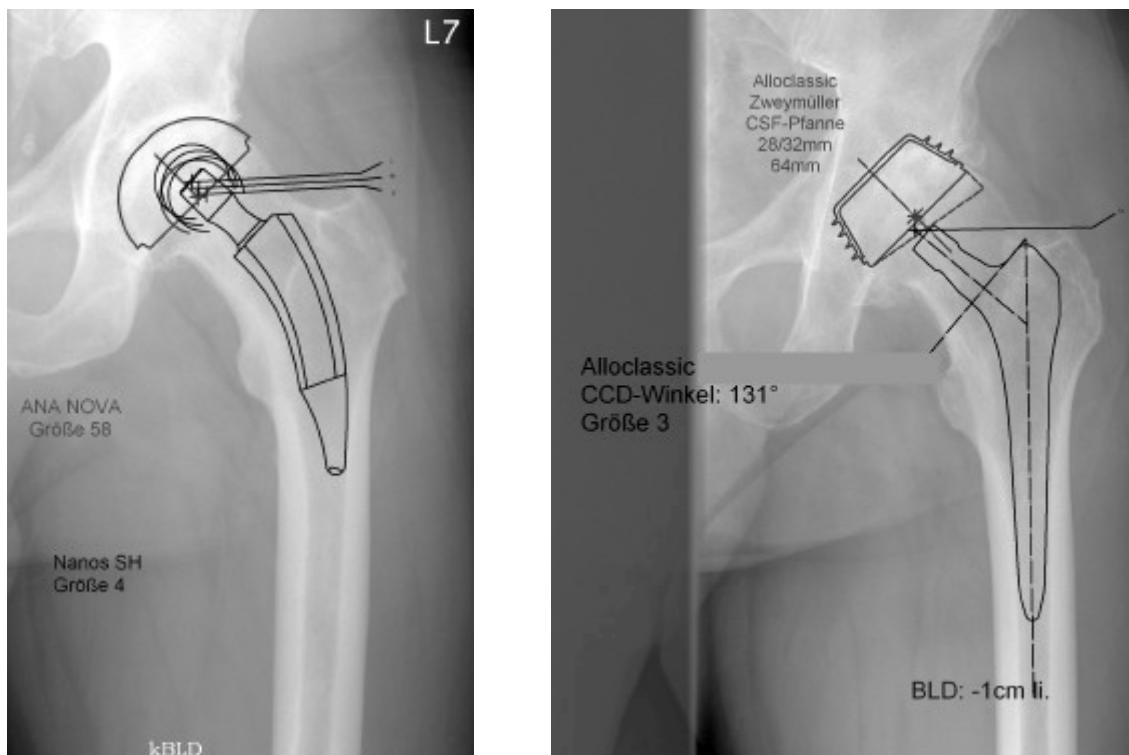 L7
ANA NOVA
Größe 58
Nanos SH
Größe 4
kBLD
Alloclassic
Zweymüller
CSF-Pfanne
28/32mm
64mm
Alloclassic
CCD-Winkel: 131°
Größe 3
BLD: -1cm li.